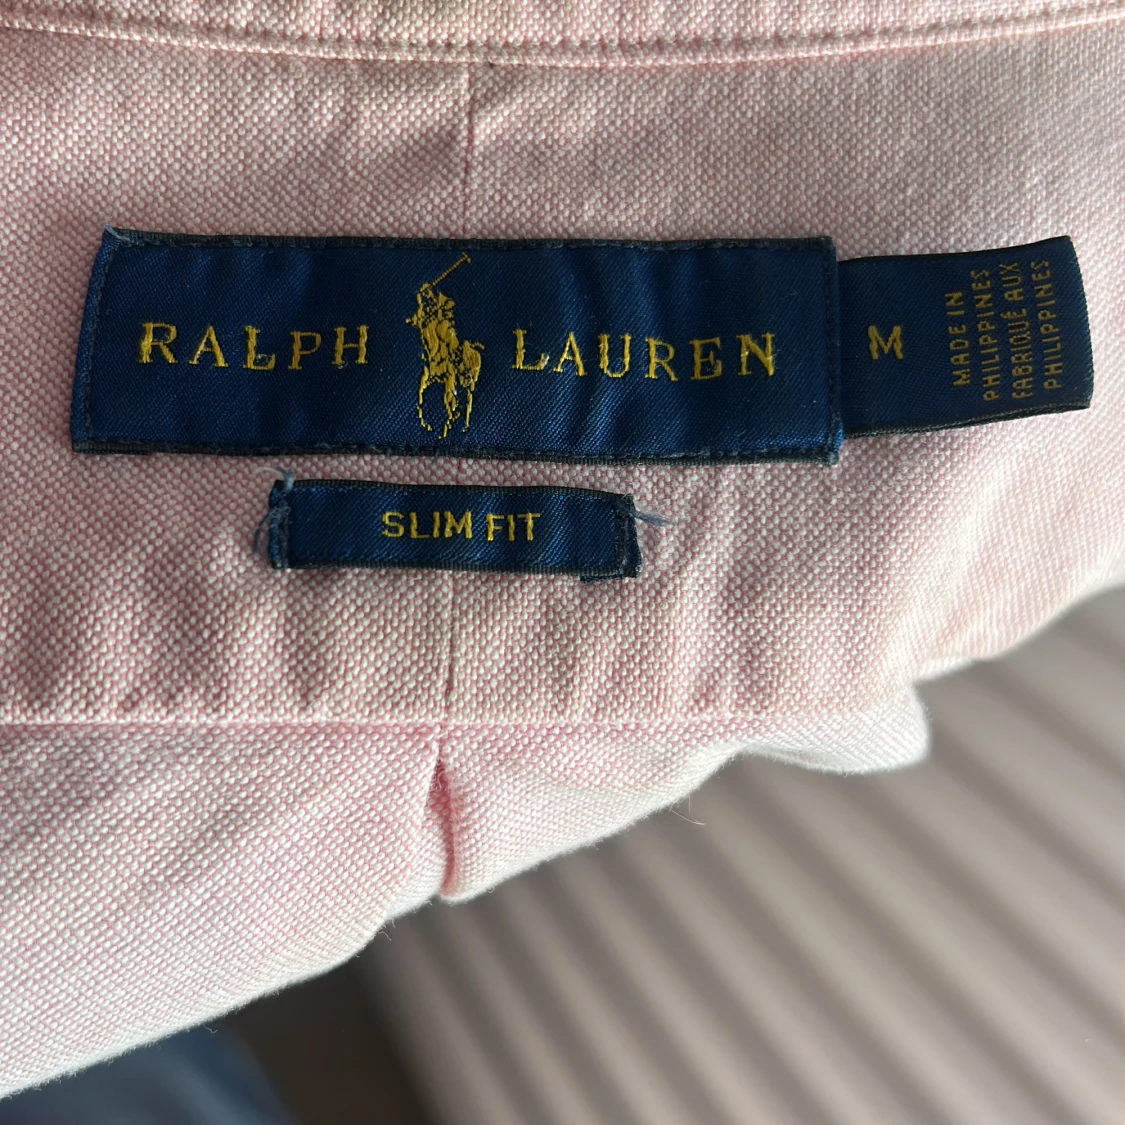 RALPH LAUREN
M
MADE IN
PHILIPPINES
FABRIQUÉ AUX
PHILIPPINES
SLIM FIT